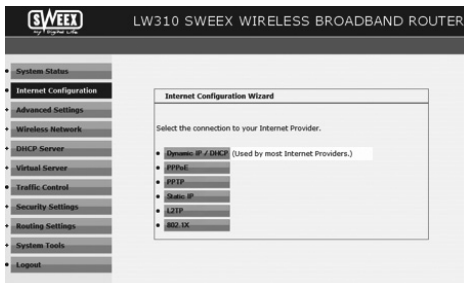 SWEEX
my Digital Life
LW310 SWEEX WIRELESS BROADBAND ROUTER
System Status
Internet Configuration
Advanced Settings
Wireless Network
DHCP Server
Virtual Server
Traffic Control
Security Settings
Routing Settings
System Tools
Logout
Internet Configuration Wizard
Select the connection to your Internet Provider.
Dynamic IP / DHCP (Used by most Internet Providers.)
PPPoE
PPTP
Static IP
L2TP
802.1X